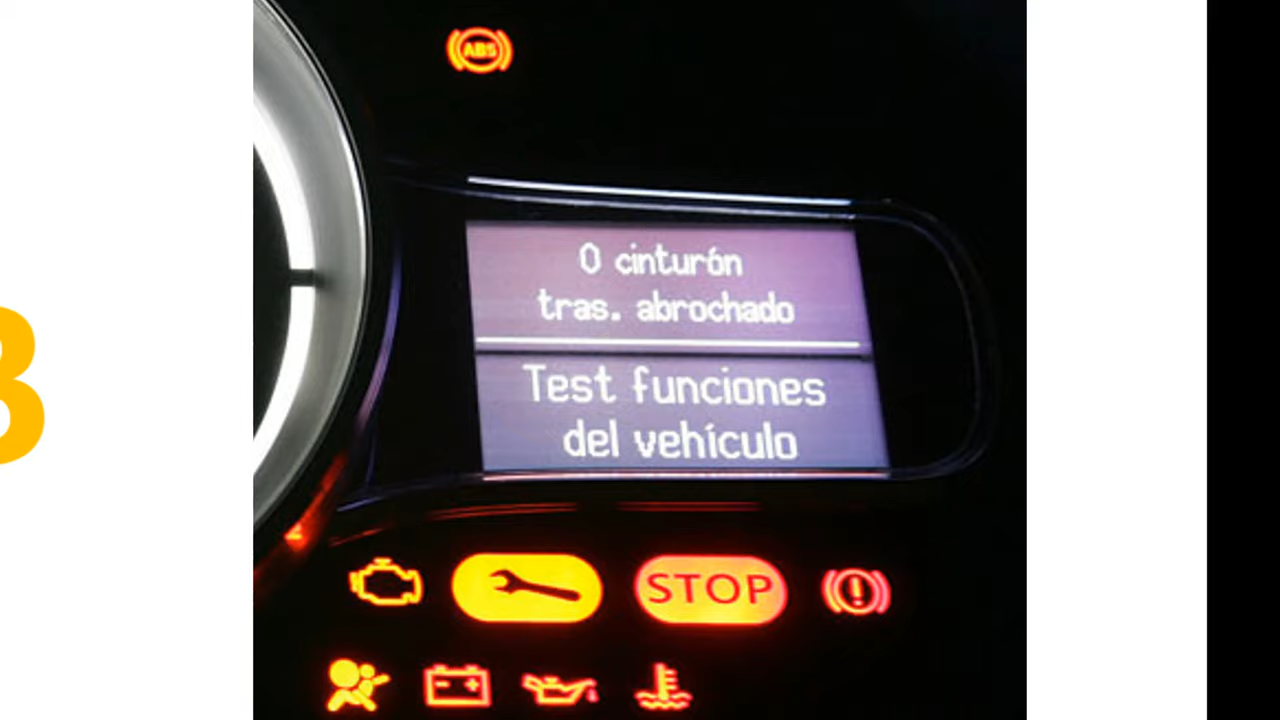 ABS
0 cinturón
tras. abrochado
Test funciones
del vehículo
STOP